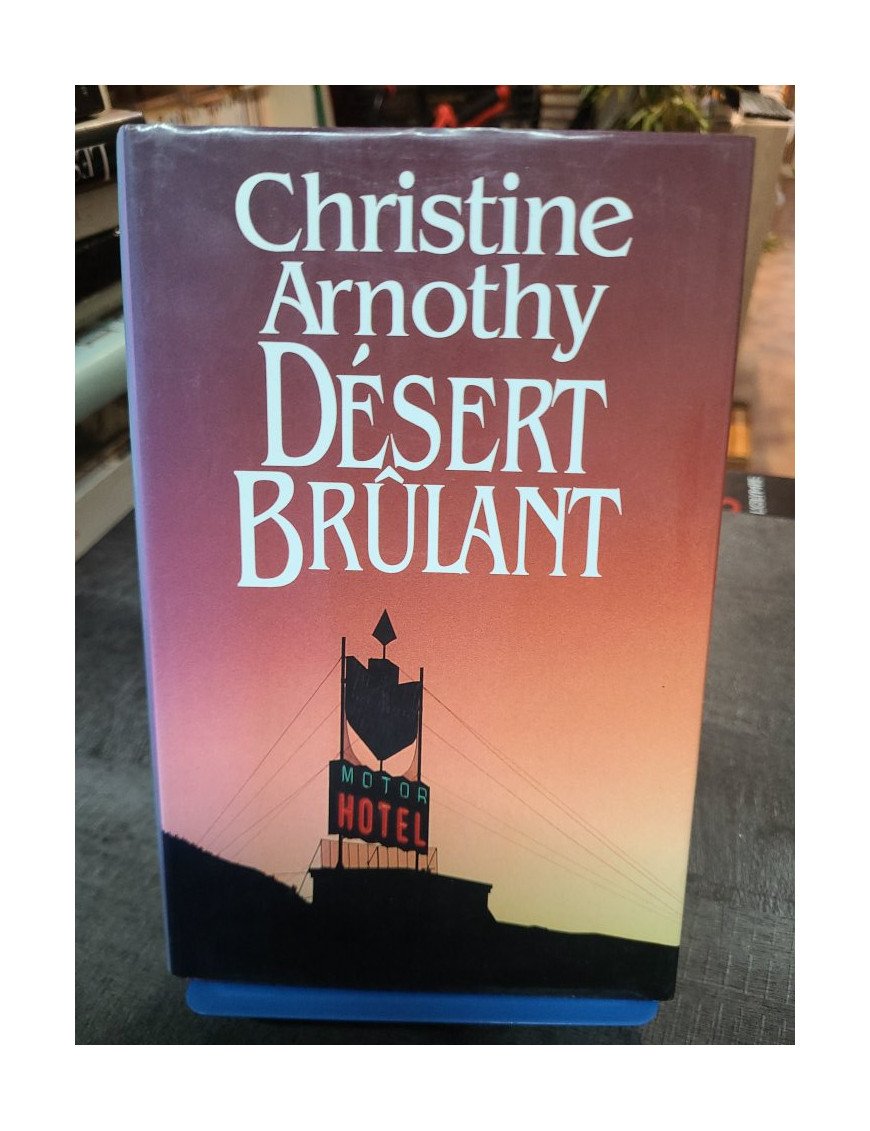 Christine
Arnothy
DÉSERT
BRÛLANT
MOTOR
HOTEL